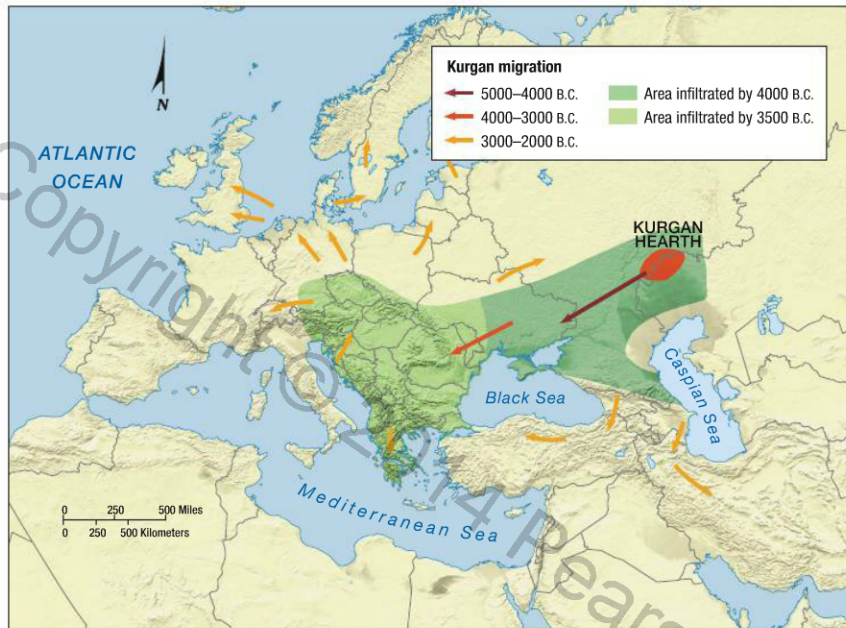 N
ATLANTIC
OCEAN
Kurgan migration
5000–4000 B.C.
4000–3000 B.C.
3000–2000 B.C.
Area infiltrated by 4000 B.C.
Area infiltrated by 3500 B.C.
KURGAN
HEARTH
Caspian Sea
Black Sea
Mediterranean Sea
0 250 500 Miles
0 250 500 Kilometers
Copyright © 2014 Pears